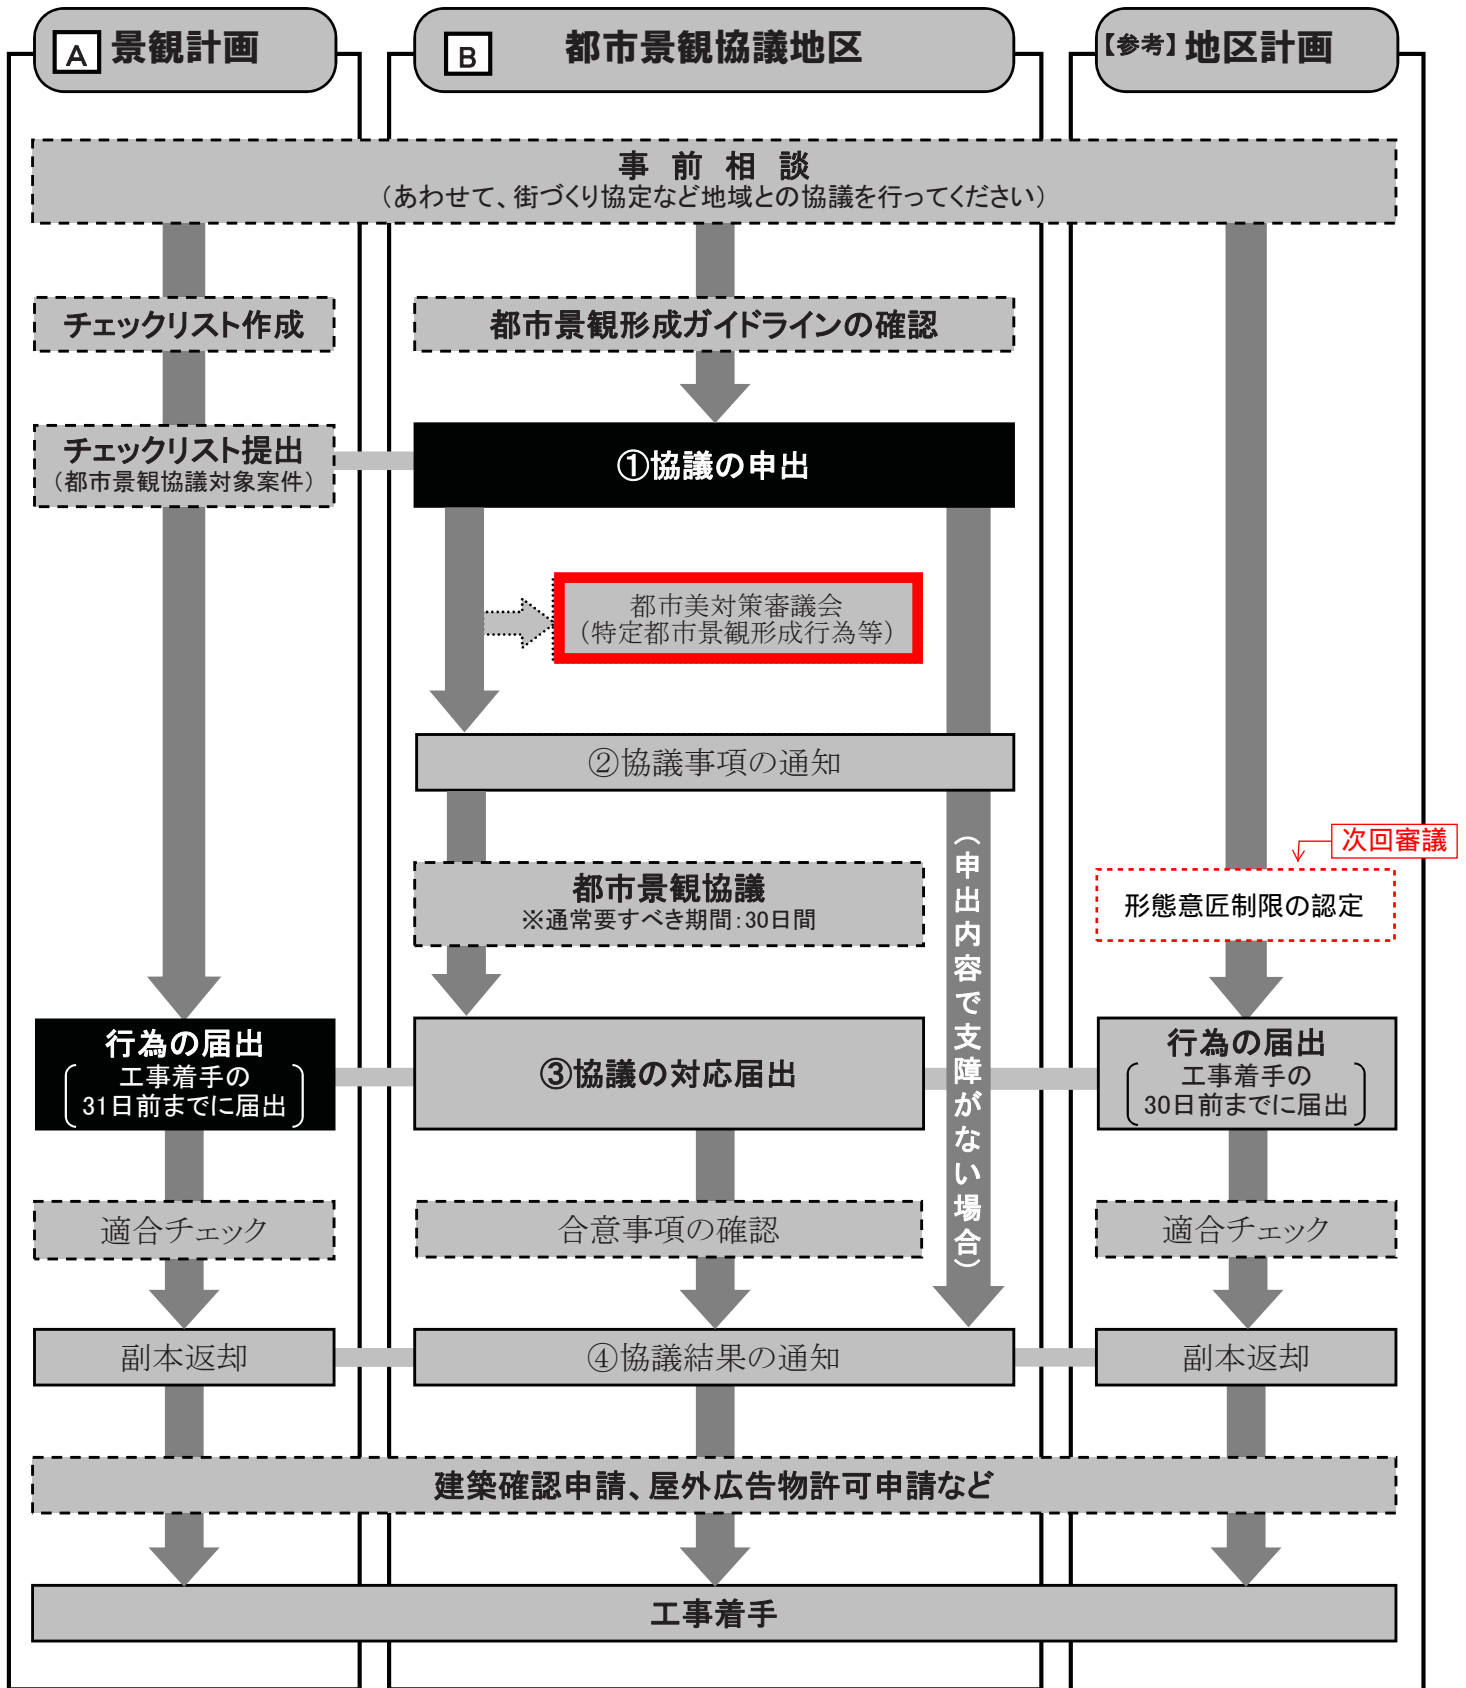 A 景観計画
B 都市景観協議地区
【参考】地区計画
事 前 相 談
（あわせて、街づくり協定など地域との協議を行ってください）
チェックリスト作成
都市景観形成ガイドラインの確認
チェックリスト提出
（都市景観協議対象案件）
①協議の申出
都市美対策審議会
（特定都市景観形成行為等）
②協議事項の通知
（申出内容で支障がない場合）
都市景観協議
※通常要すべき期間：30日間
次回審議
形態意匠制限の認定
行為の届出
工事着手の
31日前までに届出
③協議の対応届出
行為の届出
工事着手の
30日前までに届出
適合チェック
合意事項の確認
適合チェック
副本返却
④協議結果の通知
副本返却
建築確認申請、屋外広告物許可申請など
工事着手